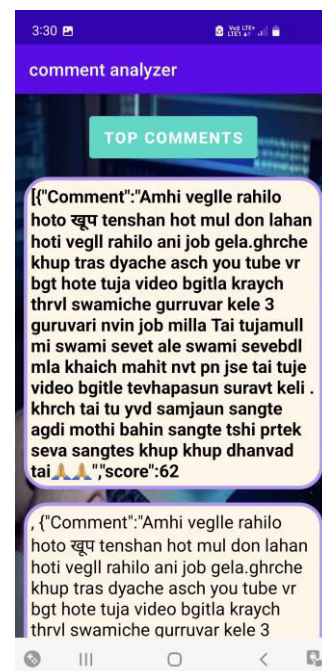 3:30
Vo)) LTE+
LTE1
comment analyzer
TOP COMMENTS
[{"Comment":"Amhi veglle rahilo
hoto खूप tenshan hot mul don lahan
hoti vegll rahilo ani job gela.ghrche
khup tras dyache asch you tube vr
bgt hote tuja video bgitla kraych
thrvl swamiche gurruvar kele 3
guruvari nvin job milla Tai tujamull
mi swami sevet ale swami sevebdl
mla khaich mahit nvt pn jse tai tuje
video bgitle tevhapasun suravt keli .
khrch tai tu yvd samjaun sangte
agdi mothi bahin sangte tshi prtek
seva sangtes khup khup dhanvad
tai🙏🙏","score":62
, {"Comment":"Amhi veglle rahilo
hoto खूप tenshan hot mul don lahan
hoti vegll rahilo ani job gela.ghrche
khup tras dyache asch you tube vr
bgt hote tuja video bgitla kraych
thrvl swamiche gurruvar kele 3